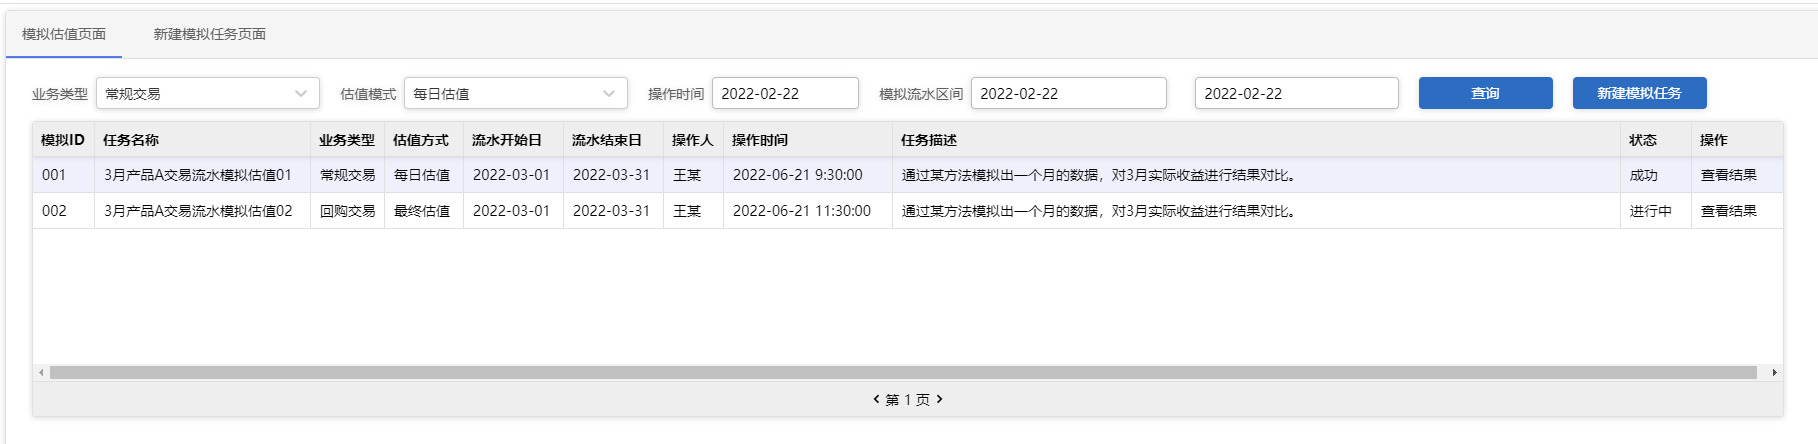 模拟估值页面 新建模拟任务页面
业务类型 常规交易 估值模式 每日估值 操作时间 2022-02-22 模拟流水区间 2022-02-22 2022-02-22 查询 新建模拟任务
模拟ID 任务名称 业务类型 估值方式 流水开始日 流水结束日 操作人 操作时间 任务描述 状态 操作
001 3月产品A交易流水模拟估值01 常规交易 每日估值 2022-03-01 2022-03-31 王某 2022-06-21 9:30:00 通过某方法模拟出一个月的数据，对3月实际收益进行结果对比。 成功 查看结果
002 3月产品A交易流水模拟估值02 回购交易 最终估值 2022-03-01 2022-03-31 王某 2022-06-21 11:30:00 通过某方法模拟出一个月的数据，对3月实际收益进行结果对比。 进行中 查看结果
第 1 页